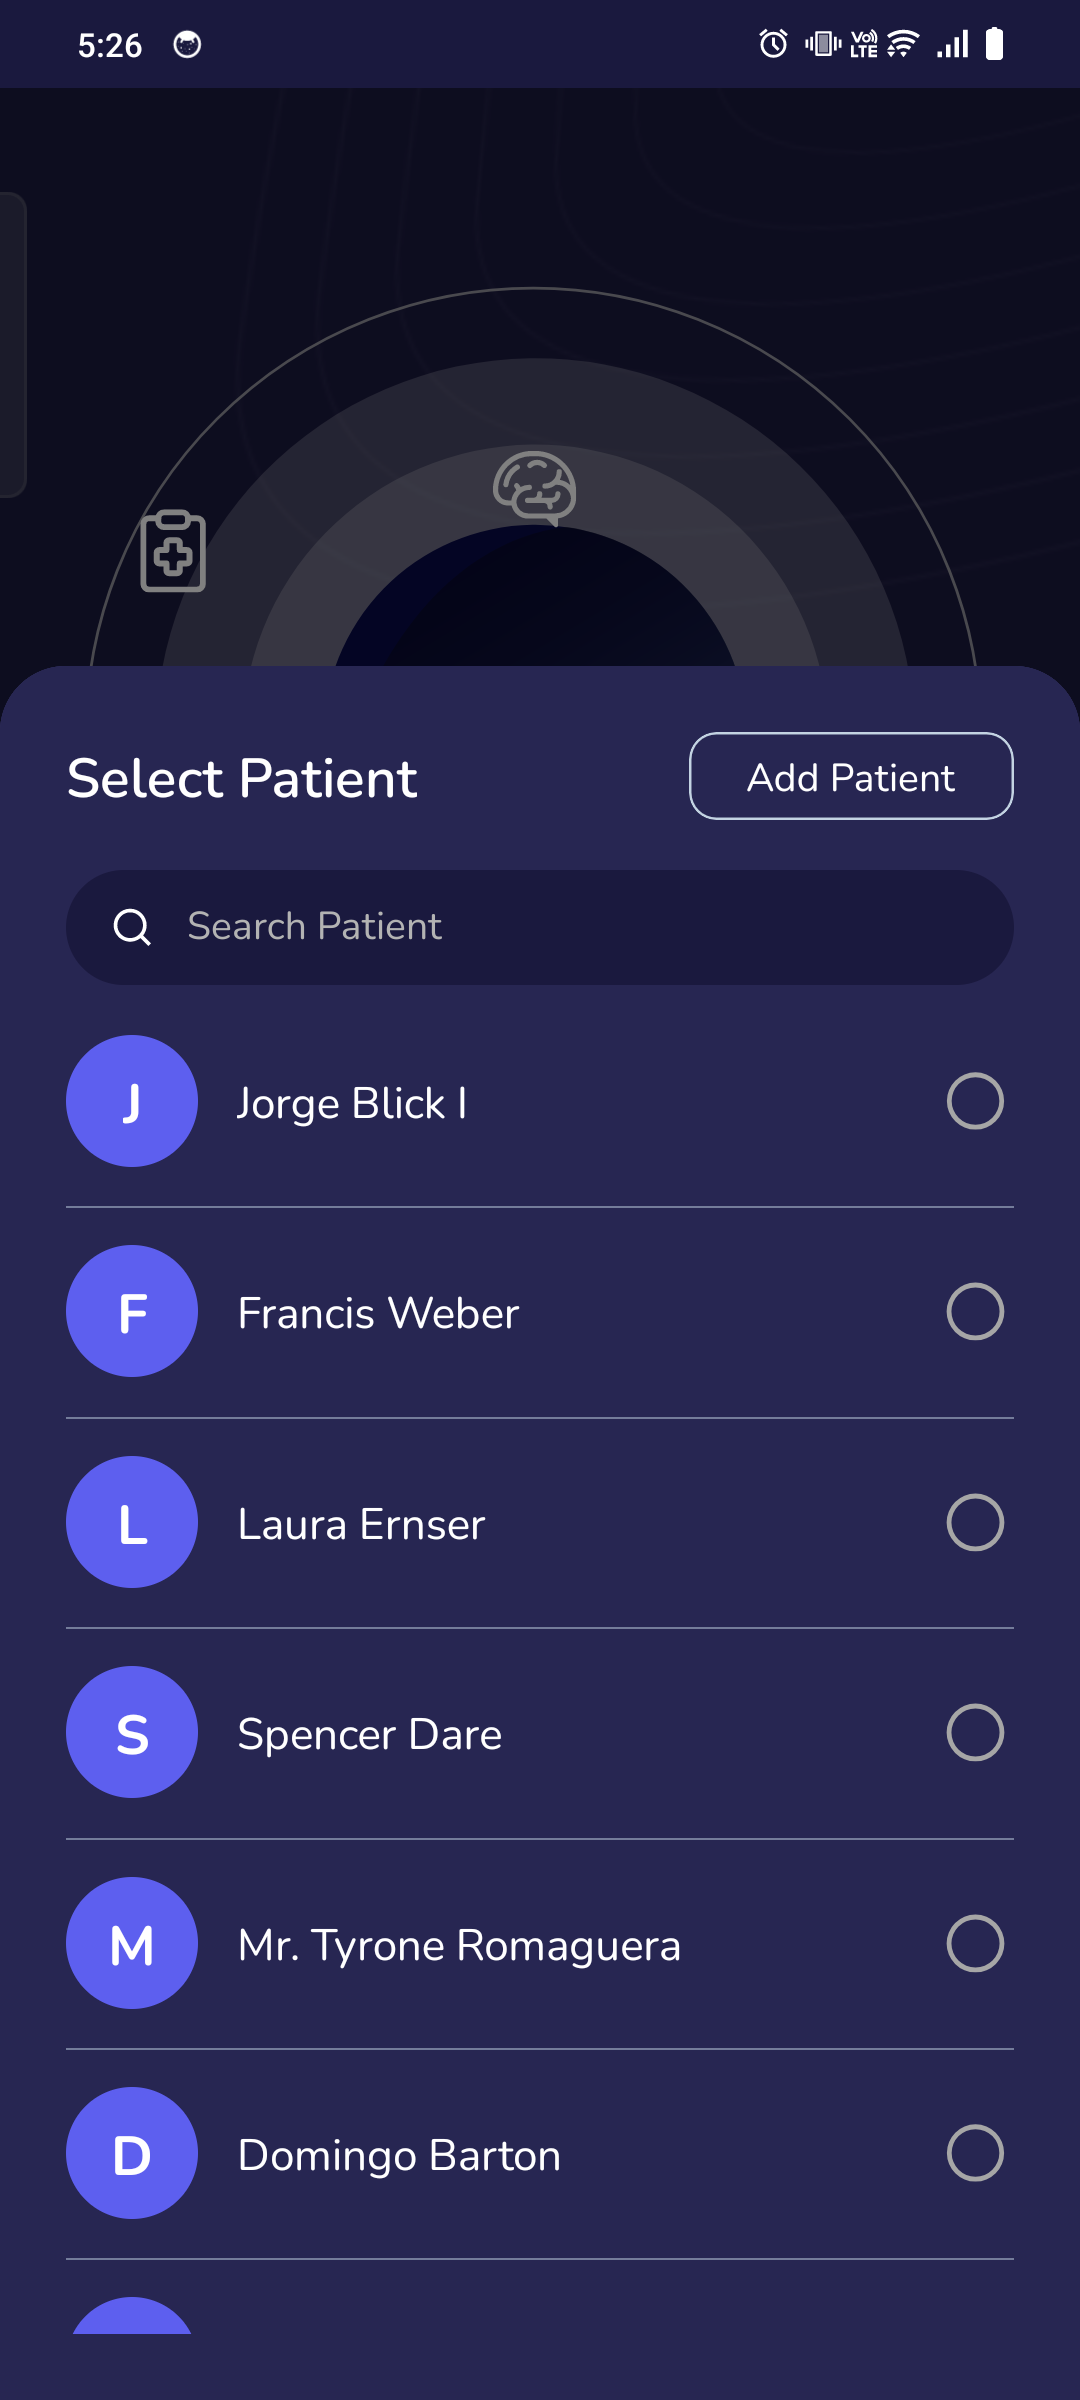 5:26
Vo) LTE
Select Patient
Add Patient
Search Patient
J
Jorge Blick I
F
Francis Weber
L
Laura Ernser
S
Spencer Dare
M
Mr. Tyrone Romaguera
D
Domingo Barton